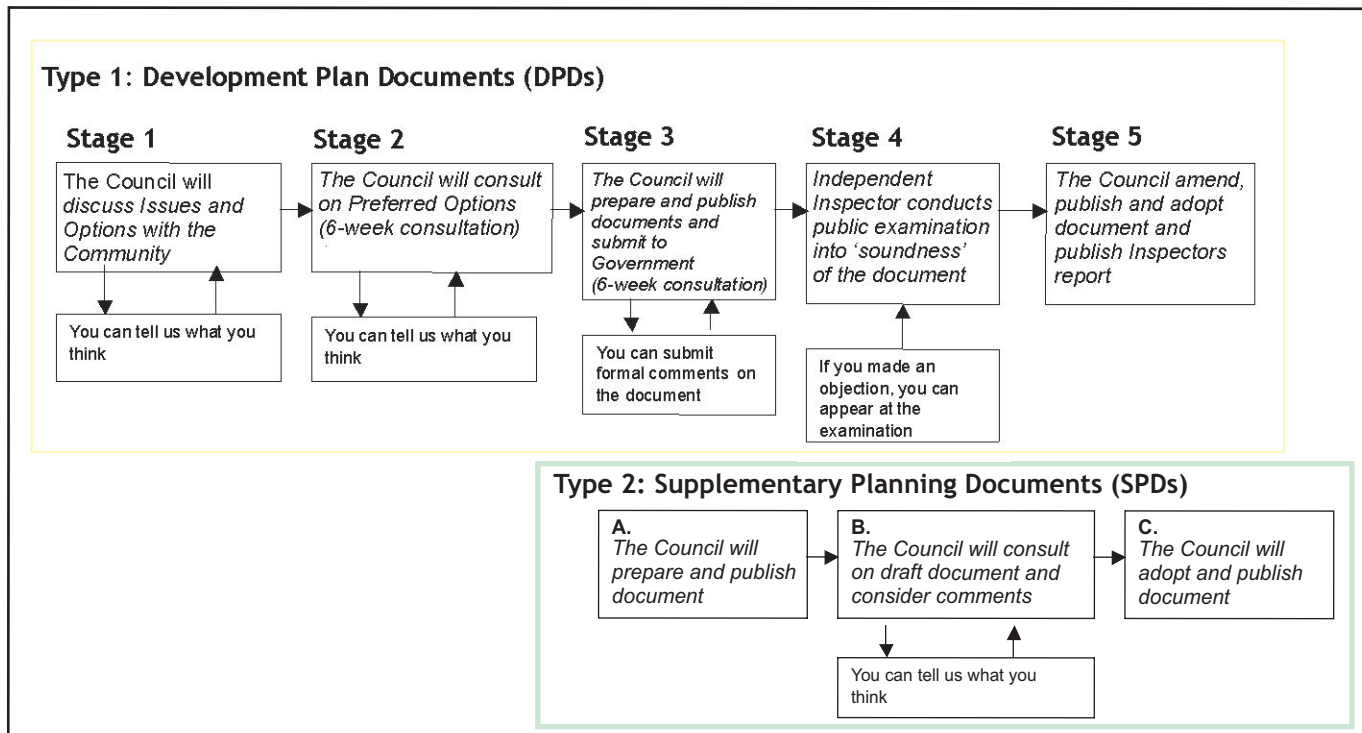 Type 1: Development Plan Documents (DPDs)
Stage 1
The Council will
discuss Issues and
Options with the
Community
You can tell us what you
think
Stage 2
The Council will consult
on Preferred Options
(6-week consultation)
You can tell us what you
think
Stage 3
The Council will
prepare and publish
documents and
submit to
Government
(6-week consultation)
You can submit
formal comments on
the document
Stage 4
Independent
Inspector conducts
public examination
into ‘soundness’
of the document
If you made an
objection, you can
appear at the
examination
Stage 5
The Council amend,
publish and adopt
document and
publish Inspectors
report
Type 2: Supplementary Planning Documents (SPDs)
A.
The Council will
prepare and publish
document
B.
The Council will consult
on draft document and
consider comments
You can tell us what you
think
C.
The Council will
adopt and publish
document